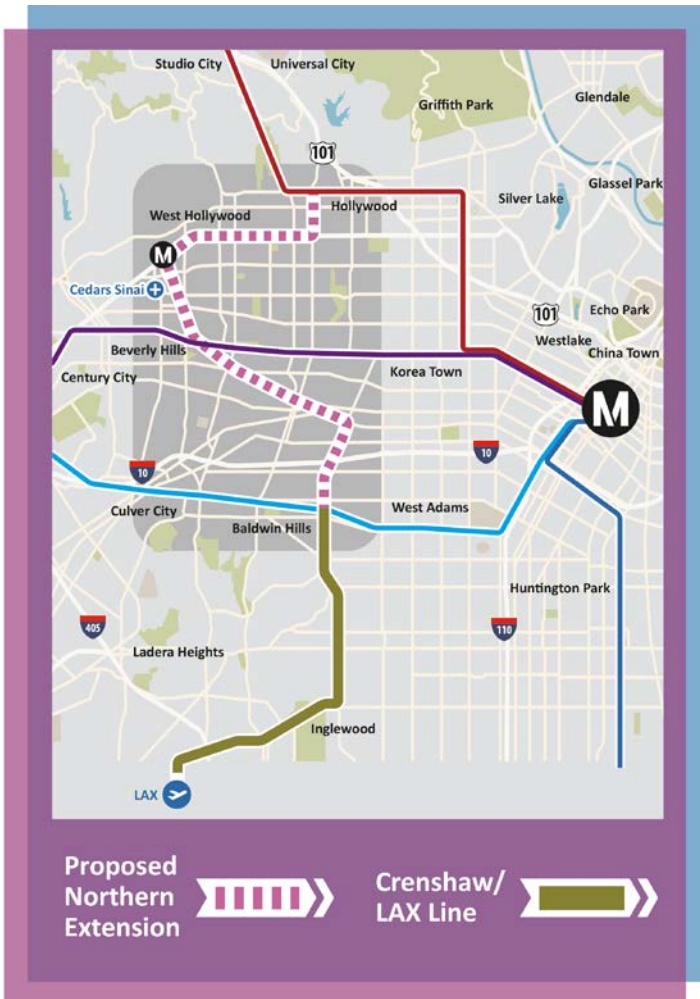 Studio City
Universal City
Griffith Park
Glendale
101
Glassel Park
West Hollywood
Hollywood
Silver Lake
M
Cedars Sinai
101
Echo Park
Westlake
China Town
Beverly Hills
Korea Town
Century City
M
10
10
Culver City
West Adams
Baldwin Hills
Huntington Park
405
110
Ladera Heights
Inglewood
LAX
Proposed
Northern
Extension
Crenshaw/
LAX Line